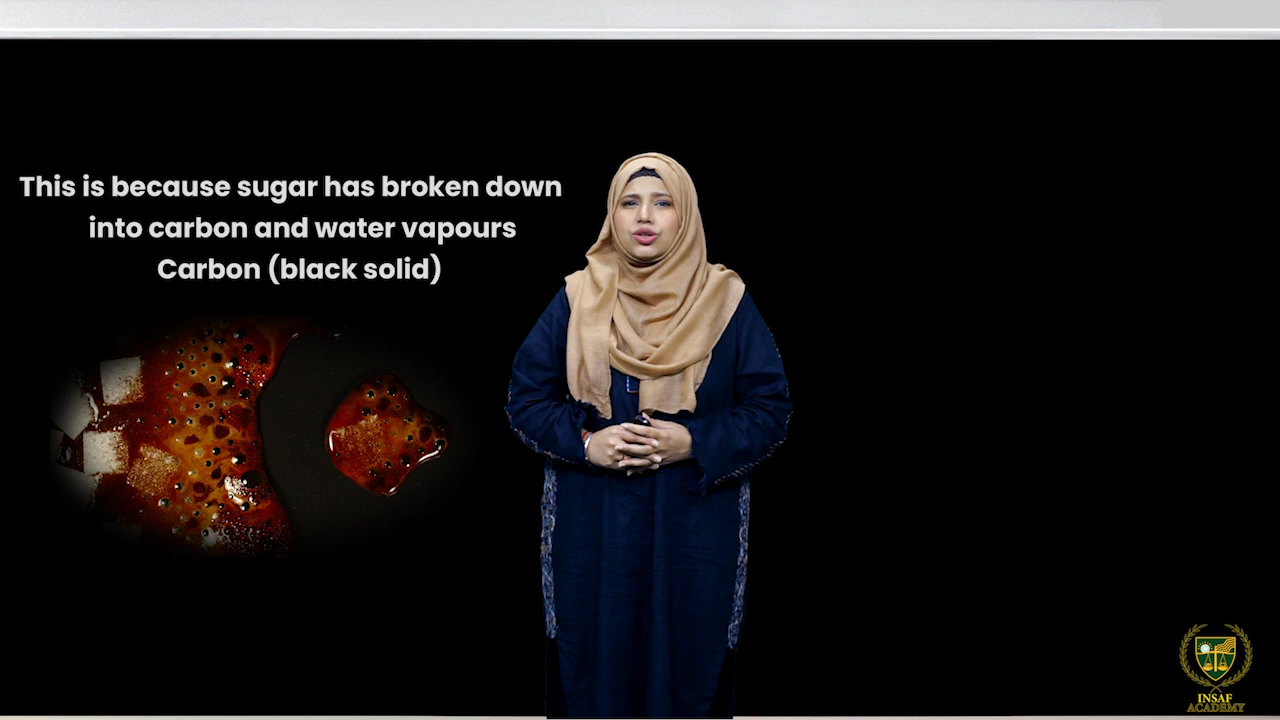 This is because sugar has broken down
into carbon and water vapours
Carbon (black solid)
INSAF
ACADEMY